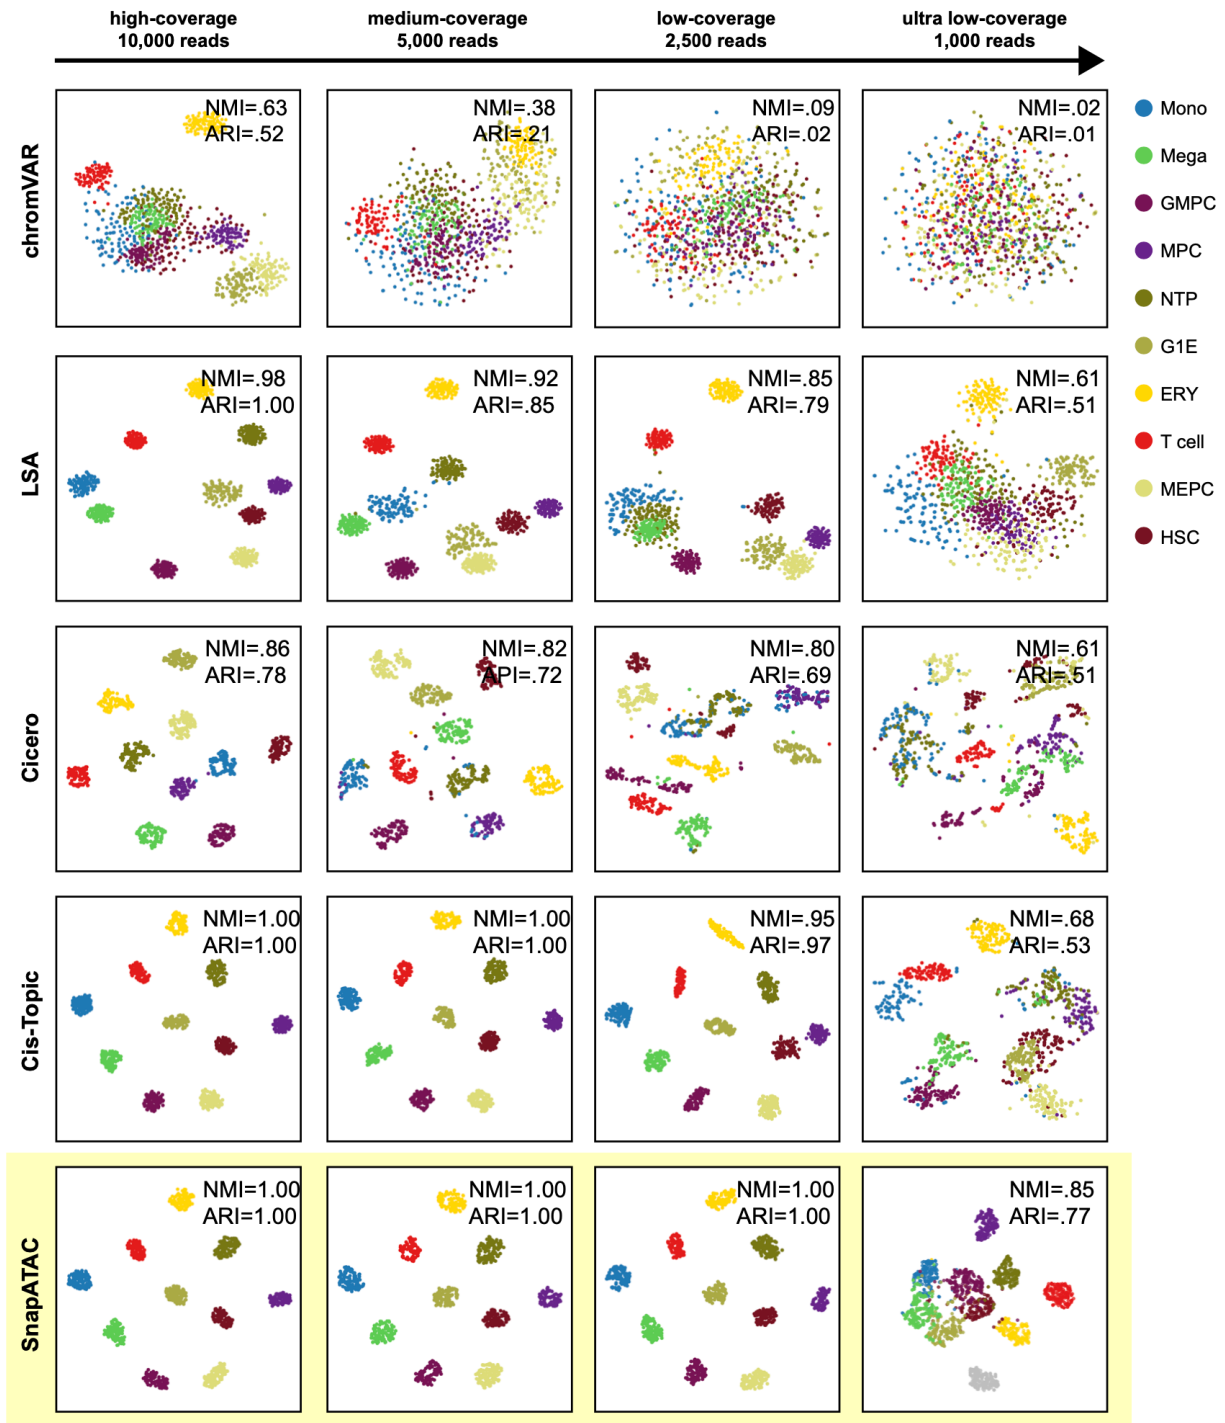 high-coverage
10,000 reads
medium-coverage
5,000 reads
low-coverage
2,500 reads
ultra low-coverage
1,000 reads
chromVAR
NMI=.63
ARI=.52
NMI=.38
ARI=.21
NMI=.09
ARI=.02
NMI=.02
ARI=.01
Mono
Mega
GMPC
MPC
NTP
G1E
ERY
T cell
MEPC
HSC
LSA
NMI=.98
ARI=1.00
NMI=.92
ARI=.85
NMI=.85
ARI=.79
NMI=.61
ARI=.51
Cicero
NMI=.86
ARI=.78
NMI=.82
API=.72
NMI=.80
ARI=.69
NMI=.61
ARI=.51
Cis-Topic
NMI=1.00
ARI=1.00
NMI=1.00
ARI=1.00
NMI=.95
ARI=.97
NMI=.68
ARI=.53
SnapATAC
NMI=1.00
ARI=1.00
NMI=1.00
ARI=1.00
NMI=1.00
ARI=1.00
NMI=.85
ARI=.77